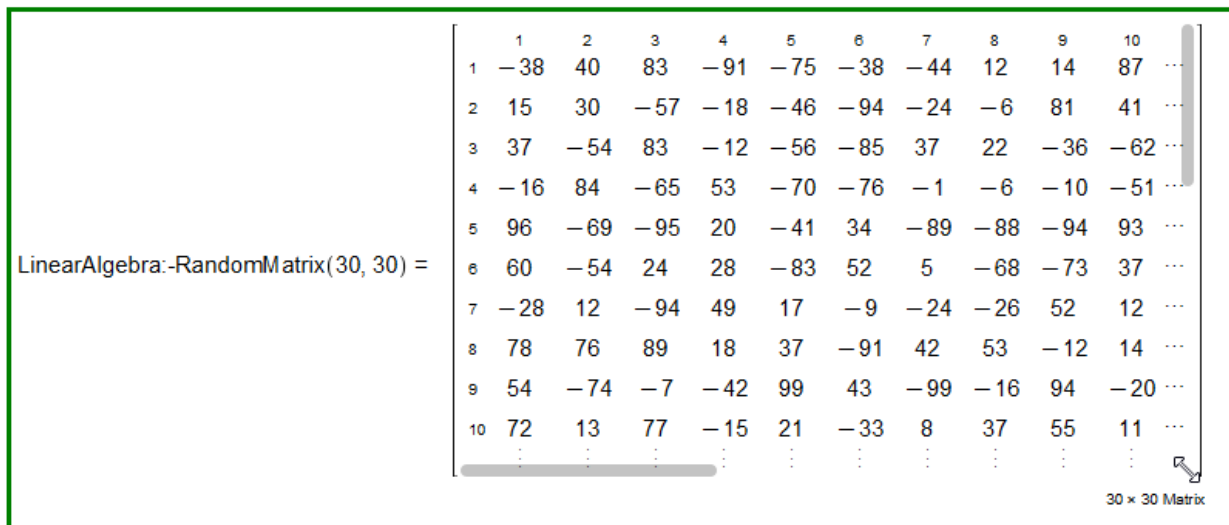 1 2 3 4 5 6 7 8 9 10
1 −38 40 83 −91 −75 −38 −44 12 14 87 ⋯
2 15 30 −57 −18 −46 −94 −24 −6 81 41 ⋯
3 37 −54 83 −12 −56 −85 37 22 −36 −62 ⋯
4 −16 84 −65 53 −70 −76 −1 −6 −10 −51 ⋯
5 96 −69 −95 20 −41 34 −89 −88 −94 93 ⋯
LinearAlgebra:-RandomMatrix(30, 30) =
6 60 −54 24 28 −83 52 5 −68 −73 37 ⋯
7 −28 12 −94 49 17 −9 −24 −26 52 12 ⋯
8 78 76 89 18 37 −91 42 53 −12 14 ⋯
9 54 −74 −7 −42 99 43 −99 −16 94 −20 ⋯
10 72 13 77 −15 21 −33 8 37 55 11 ⋯
⋮ ⋮ ⋮ ⋮ ⋮ ⋮ ⋮ ⋮ ⋮ ⋮
30 × 30 Matrix